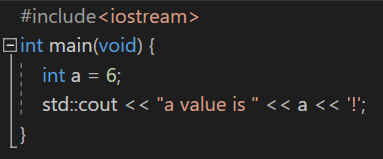 #include<iostream>
int main(void) {
int a = 6;
std::cout << "a value is " << a << '!';
}